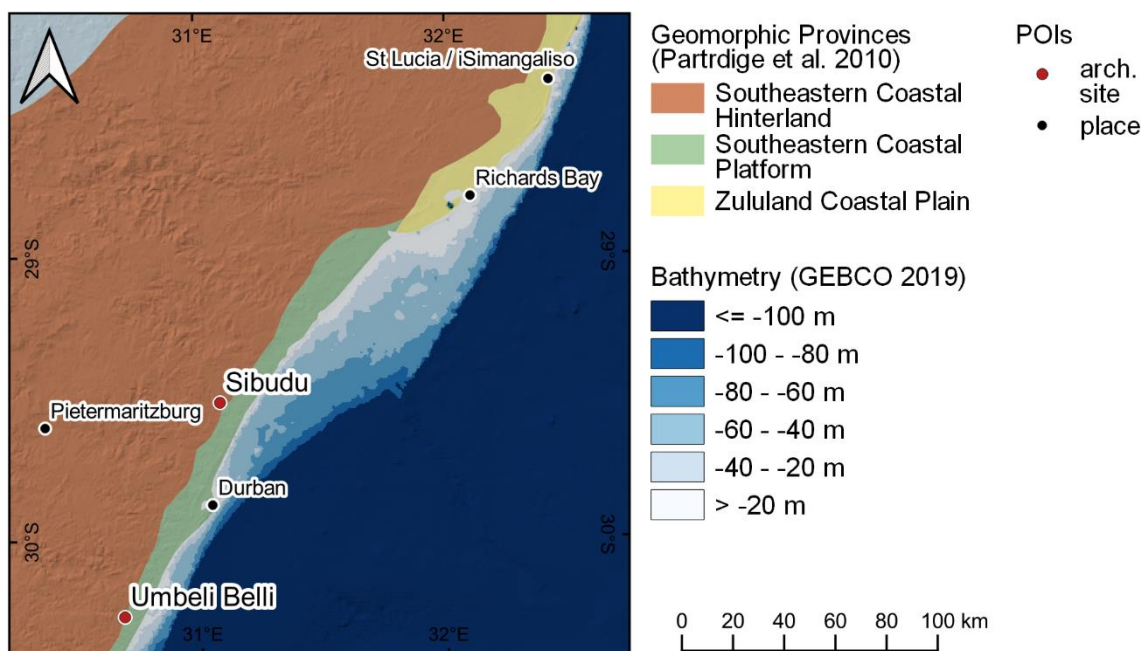 31°E
32°E
St Lucia / iSimangaliso
Richards Bay
29°S
29°S
Sibudu
Pietermaritzburg
Durban
30°S
30°S
Umbeli Belli
31°E
32°E
Geomorphic Provinces
(Partrdige et al. 2010)
Southeastern Coastal
Hinterland
Southeastern Coastal
Platform
Zululand Coastal Plain
Bathymetry (GEBCO 2019)
<= -100 m
-100 - -80 m
-80 - -60 m
-60 - -40 m
-40 - -20 m
> -20 m
POIs
arch.
site
place
0 20 40 60 80 100 km